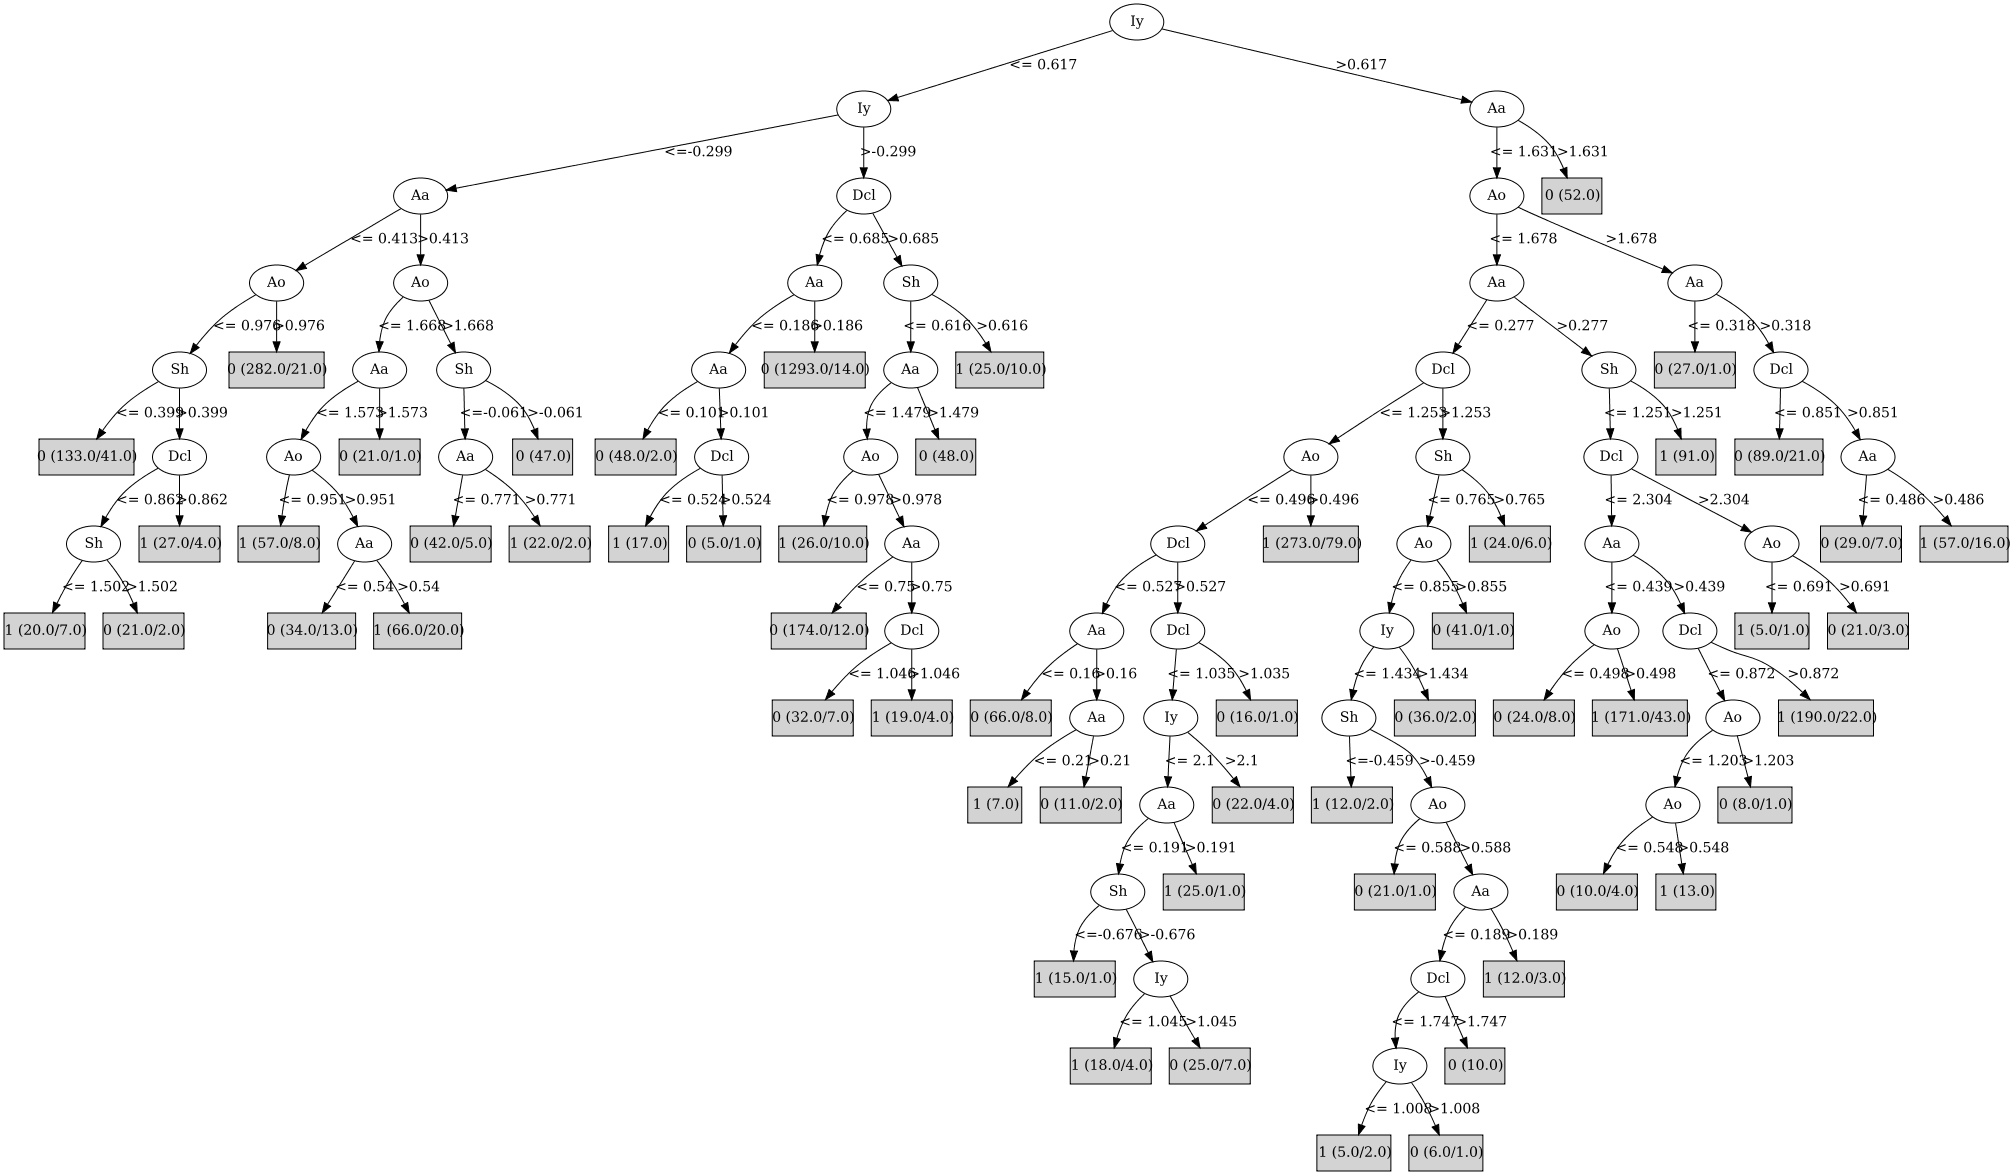 Iy
<= 0.617 >0.617
Iy Aa
<=-0.299 >-0.299 <= 1.631 >1.631
Aa Dcl Ao 0 (52.0)
<= 0.413 >0.413 <= 0.685 >0.685 <= 1.678 >1.678
Ao Ao Aa Sh Aa Aa
<= 0.976 >0.976 <= 1.668 >1.668 <= 0.186 >0.186 <= 0.616 >0.616 <= 0.277 >0.277 <= 0.318 >0.318
Sh 0 (282.0/21.0) Aa Sh Aa 0 (1293.0/14.0) Aa 1 (25.0/10.0) Dcl Sh 0 (27.0/1.0) Dcl
<= 0.399 >0.399 <= 1.573 >1.573 <=-0.061 >-0.061 <= 0.101 >0.101 <= 1.479 >1.479 <= 1.253 >1.253 <= 1.251 >1.251 <= 0.851 >0.851
0 (133.0/41.0) Dcl Ao 0 (21.0/1.0) Aa 0 (47.0) 0 (48.0/2.0) Dcl Ao 0 (48.0) Ao Sh Dcl 1 (91.0) 0 (89.0/21.0) Aa
<= 0.862 >0.862 <= 0.951 >0.951 <= 0.771 >0.771 <= 0.524 >0.524 <= 0.978 >0.978 <= 0.496 >0.496 <= 0.765 >0.765 <= 2.304 >2.304 <= 0.486 >0.486
Sh 1 (27.0/4.0) 1 (57.0/8.0) Aa 0 (42.0/5.0) 1 (22.0/2.0) 1 (17.0) 0 (5.0/1.0) 1 (26.0/10.0) Aa Dcl 1 (273.0/79.0) Ao 1 (24.0/6.0) Aa Ao 0 (29.0/7.0) 1 (57.0/16.0)
<= 1.502 >1.502 <= 0.54 >0.54 <= 0.75 >0.75 <= 0.527 >0.527 <= 0.855 >0.855 <= 0.439 >0.439 <= 0.691 >0.691
1 (20.0/7.0) 0 (21.0/2.0) 0 (34.0/13.0) 1 (66.0/20.0) 0 (174.0/12.0) Dcl Aa Dcl Iy 0 (41.0/1.0) Ao Dcl 1 (5.0/1.0) 0 (21.0/3.0)
<= 1.046 >1.046 <= 0.16 >0.16 <= 1.035 >1.035 <= 1.434 >1.434 <= 0.498 >0.498 <= 0.872 >0.872
0 (32.0/7.0) 1 (19.0/4.0) 0 (66.0/8.0) Aa Iy 0 (16.0/1.0) Sh 0 (36.0/2.0) 0 (24.0/8.0) 1 (171.0/43.0) Ao 1 (190.0/22.0)
<= 0.21 >0.21 <= 2.1 >2.1 <=-0.459 >-0.459 <= 1.203 >1.203
1 (7.0) 0 (11.0/2.0) Aa 0 (22.0/4.0) 1 (12.0/2.0) Ao Ao 0 (8.0/1.0)
<= 0.191 >0.191 <= 0.588 >0.588 <= 0.548 >0.548
Sh 1 (25.0/1.0) 0 (21.0/1.0) Aa 0 (10.0/4.0) 1 (13.0)
<=-0.676 >-0.676 <= 0.189 >0.189
1 (15.0/1.0) Iy Dcl 1 (12.0/3.0)
<= 1.045 >1.045 <= 1.747 >1.747
1 (18.0/4.0) 0 (25.0/7.0) Iy 0 (10.0)
<= 1.008 >1.008
1 (5.0/2.0) 0 (6.0/1.0)